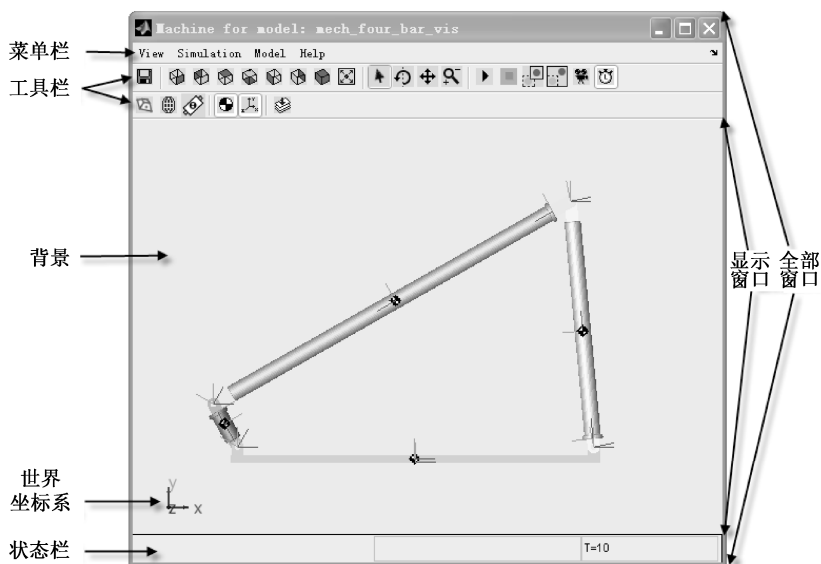 Machine for model: mech_four_bar_vis
菜单栏
View Simulation Model Help
工具栏
背景
显示
窗口
全部
窗口
世界
坐标系
y
z x
状态栏
T=10